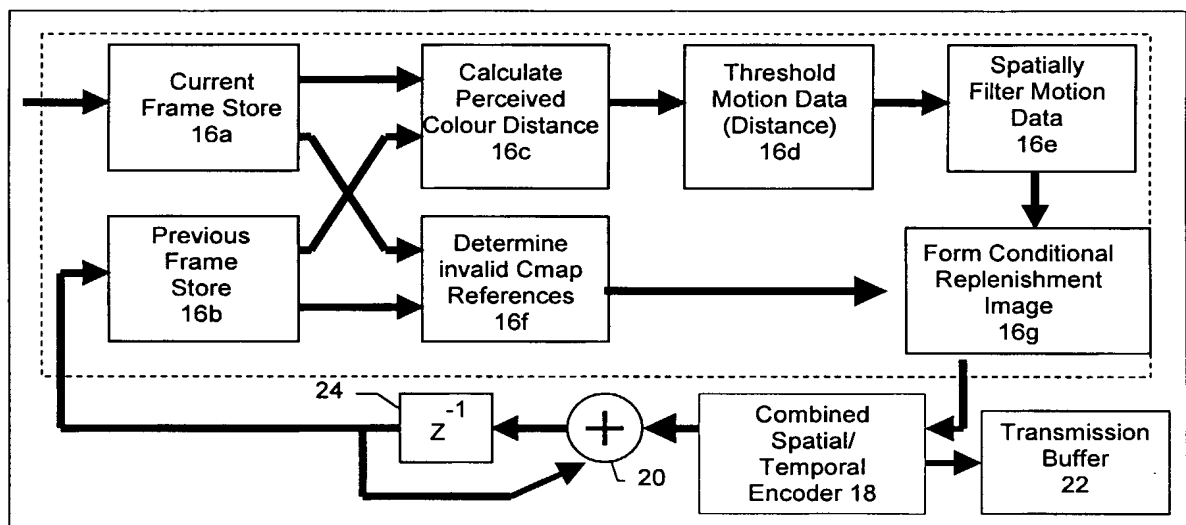 Current
Frame Store
16a
Calculate
Perceived
Colour Distance
16c
Threshold
Motion Data
(Distance)
16d
Spatially
Filter Motion
Data
16e
Previous
Frame
Store
16b
Determine
invalid Cmap
References
16f
Form Conditional
Replenishment
Image
16g
24
z-1
+
20
Combined
Spatial/
Temporal
Encoder 18
Transmission
Buffer
22